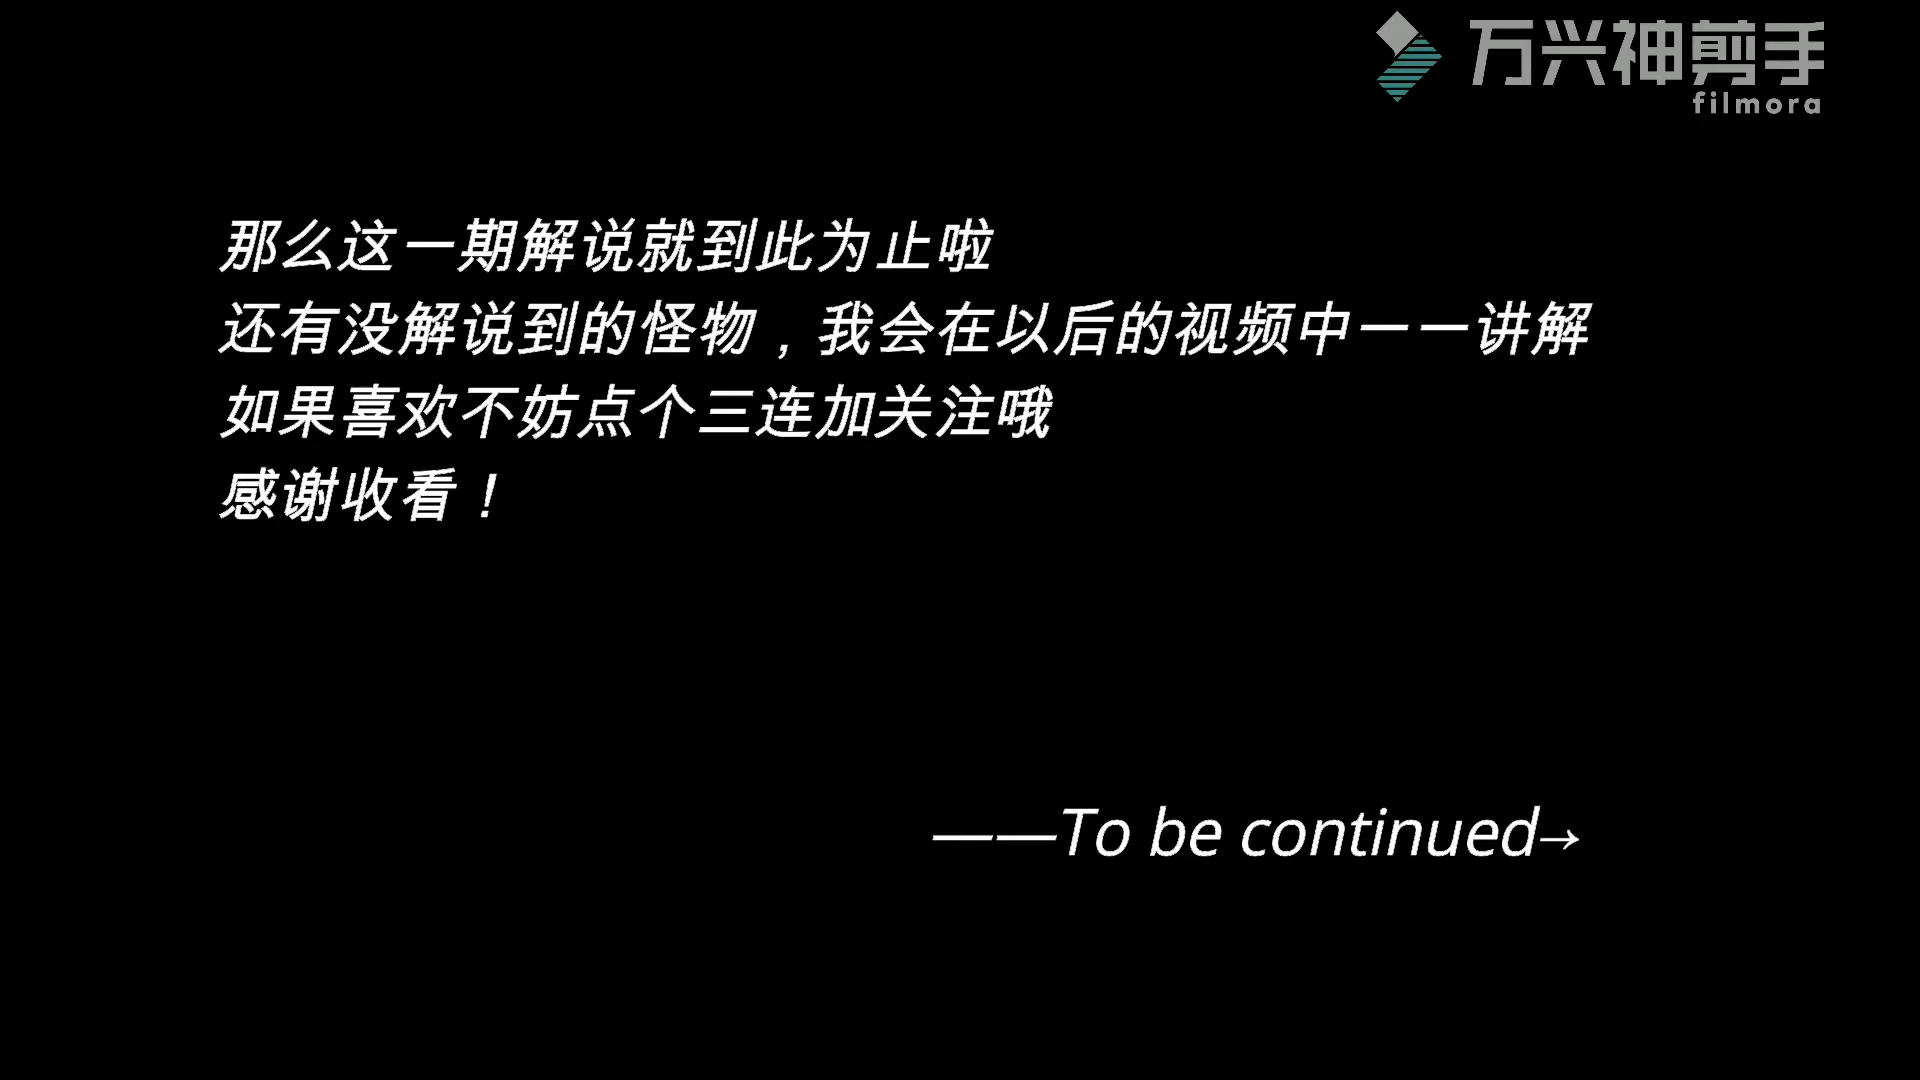 万兴神剪手
filmora
那么这一期解说就到此为止啦
还有没解说到的怪物，我会在以后的视频中一一讲解
如果喜欢不妨点个三连加关注哦
感谢收看！
——To be continued→